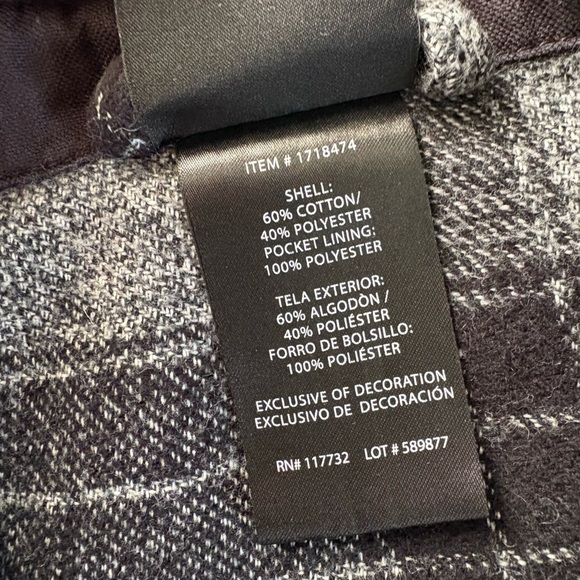 ITEM # 1718474
SHELL:
60% COTTON/
40% POLYESTER
POCKET LINING:
100% POLYESTER
TELA EXTERIOR:
60% ALGODÒN /
40% POLIÉSTER
FORRO DE BOLSILLO:
100% POLIÉSTER
EXCLUSIVE OF DECORATION
EXCLUSIVO DE DECORACIÓN
RN# 117732 LOT # 589877